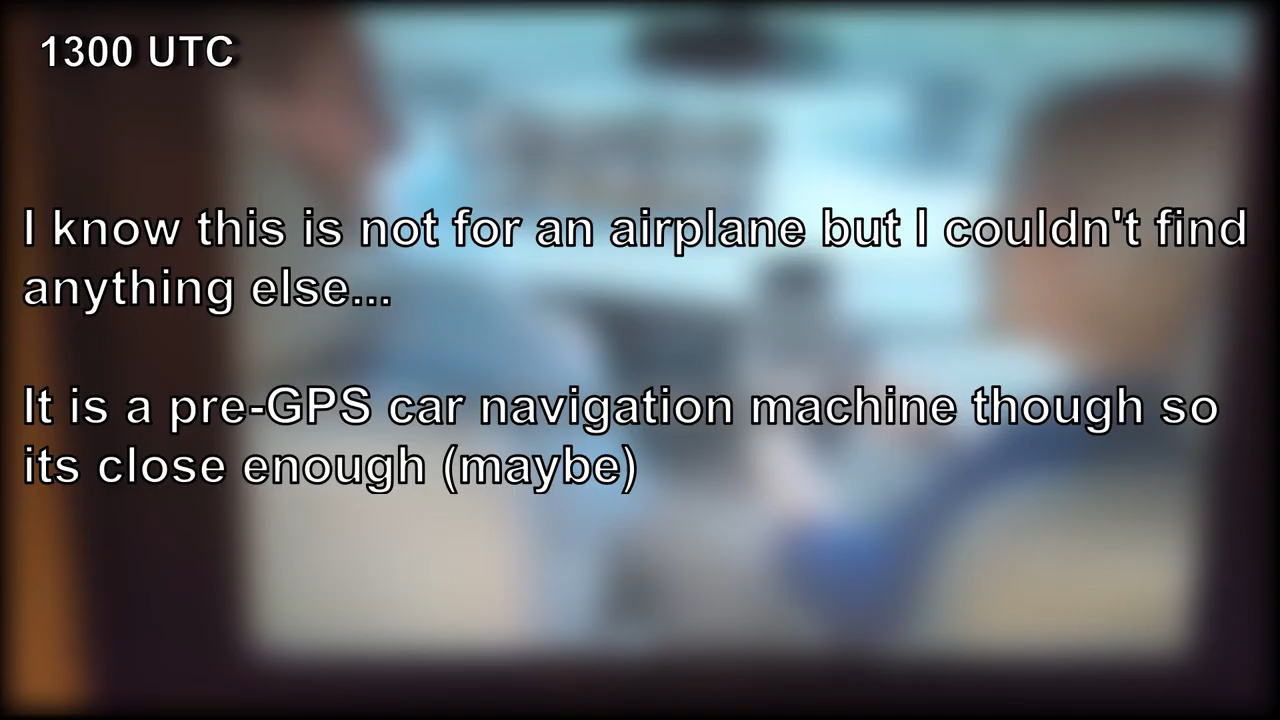 1300 UTC
I know this is not for an airplane but I couldn't find
anything else...
It is a pre-GPS car navigation machine though so
its close enough (maybe)